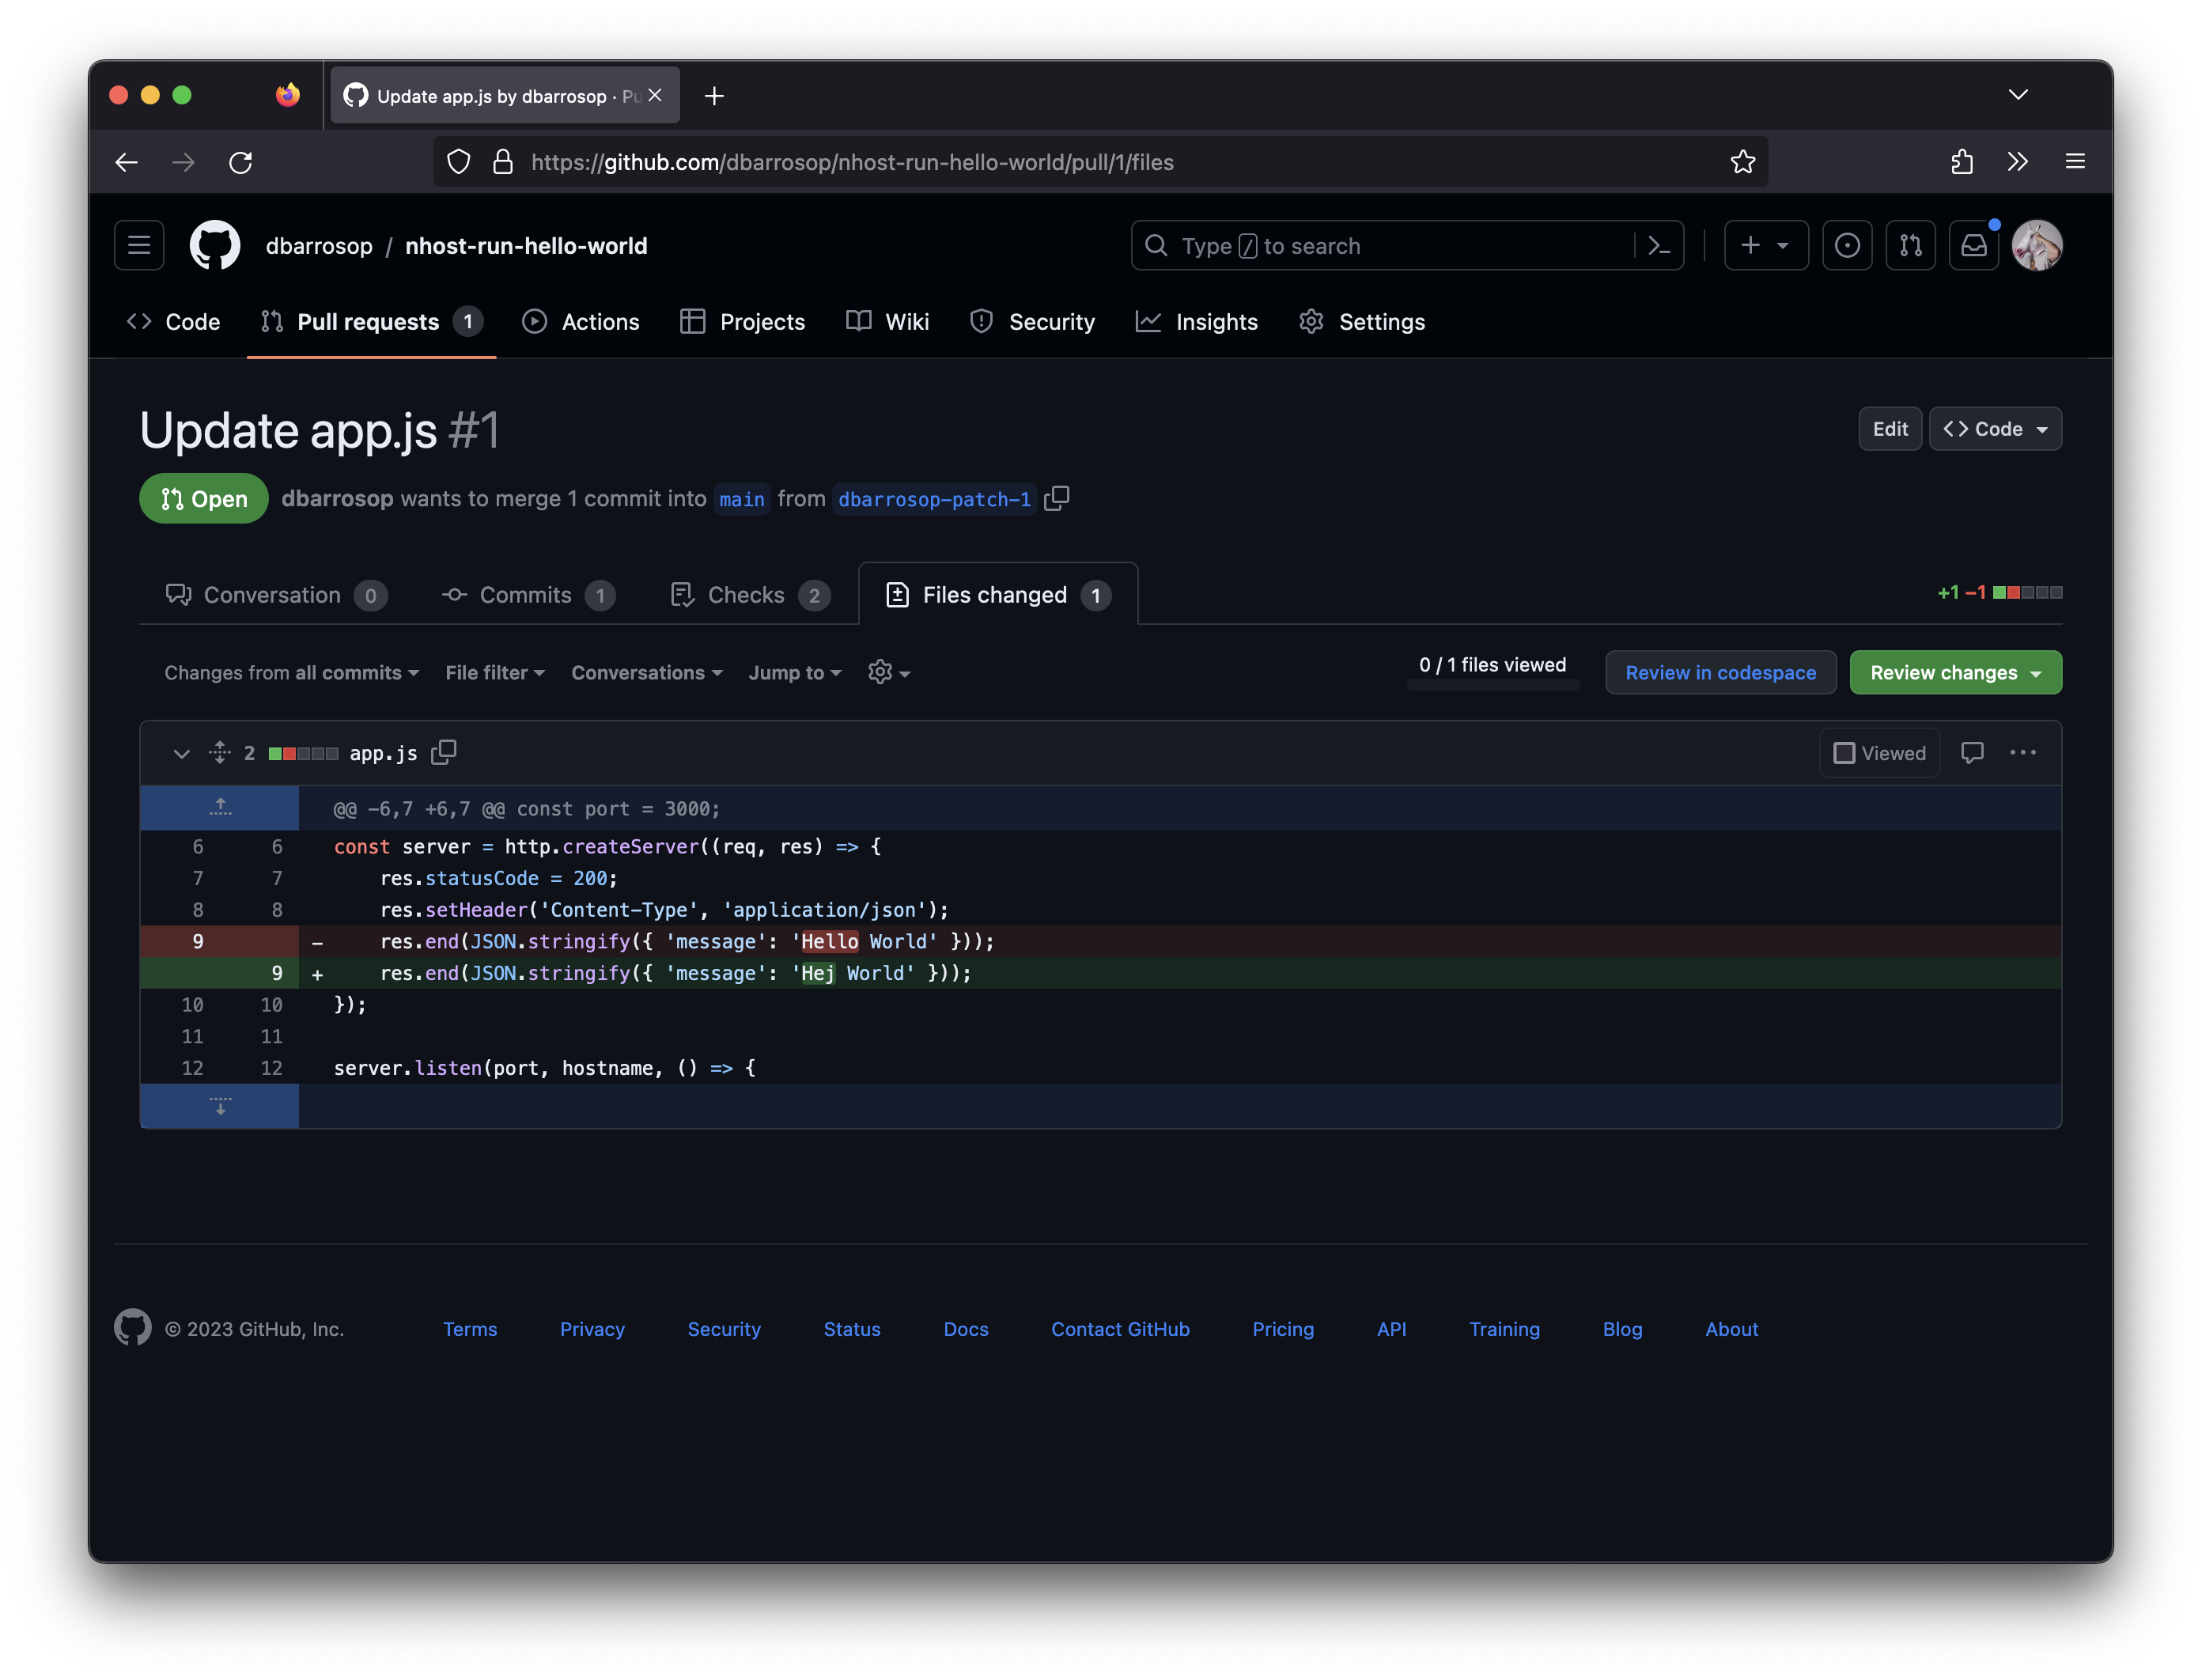 Update app.js by dbarrosop · Pu
https://github.com/dbarrosop/nhost-run-hello-world/pull/1/files
dbarrosop / nhost-run-hello-world
Type / to search
Code
Pull requests 1
Actions
Projects
Wiki
Security
Insights
Settings
Update app.js #1
Edit
<> Code
Open
dbarrosop wants to merge 1 commit into main from dbarrosop-patch-1
Conversation 0
Commits 1
Checks 2
Files changed 1
+1 −1
Changes from all commits
File filter
Conversations
Jump to
0 / 1 files viewed
Review in codespace
Review changes
2 app.js
Viewed
@@ -6,7 +6,7 @@ const port = 3000;
6 6 const server = http.createServer((req, res) => {
7 7 res.statusCode = 200;
8 8 res.setHeader('Content-Type', 'application/json');
9 − res.end(JSON.stringify({ 'message': 'Hello World' }));
9 + res.end(JSON.stringify({ 'message': 'Hej World' }));
10 10 });
11 11
12 12 server.listen(port, hostname, () => {
© 2023 GitHub, Inc.
Terms
Privacy
Security
Status
Docs
Contact GitHub
Pricing
API
Training
Blog
About